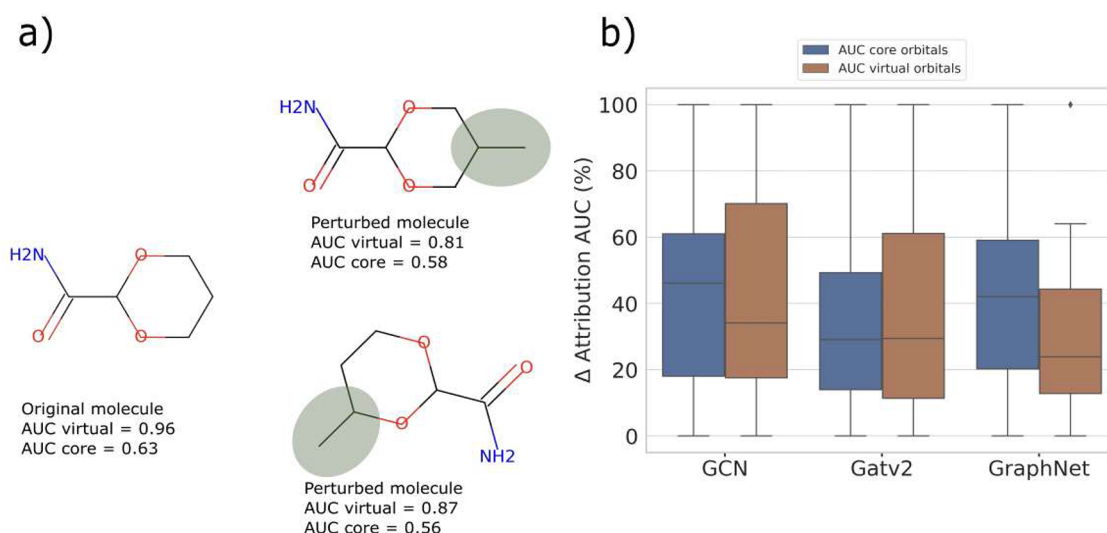 a)
H2N
O
O
O
Perturbed molecule
AUC virtual = 0.81
AUC core = 0.58
H2N
O
O
O
Original molecule
AUC virtual = 0.96
AUC core = 0.63
O
O
O
NH2
Perturbed molecule
AUC virtual = 0.87
AUC core = 0.56
b)
AUC core orbitals
AUC virtual orbitals
Δ Attribution AUC (%)
100
80
60
40
20
0
GCN Gatv2 GraphNet